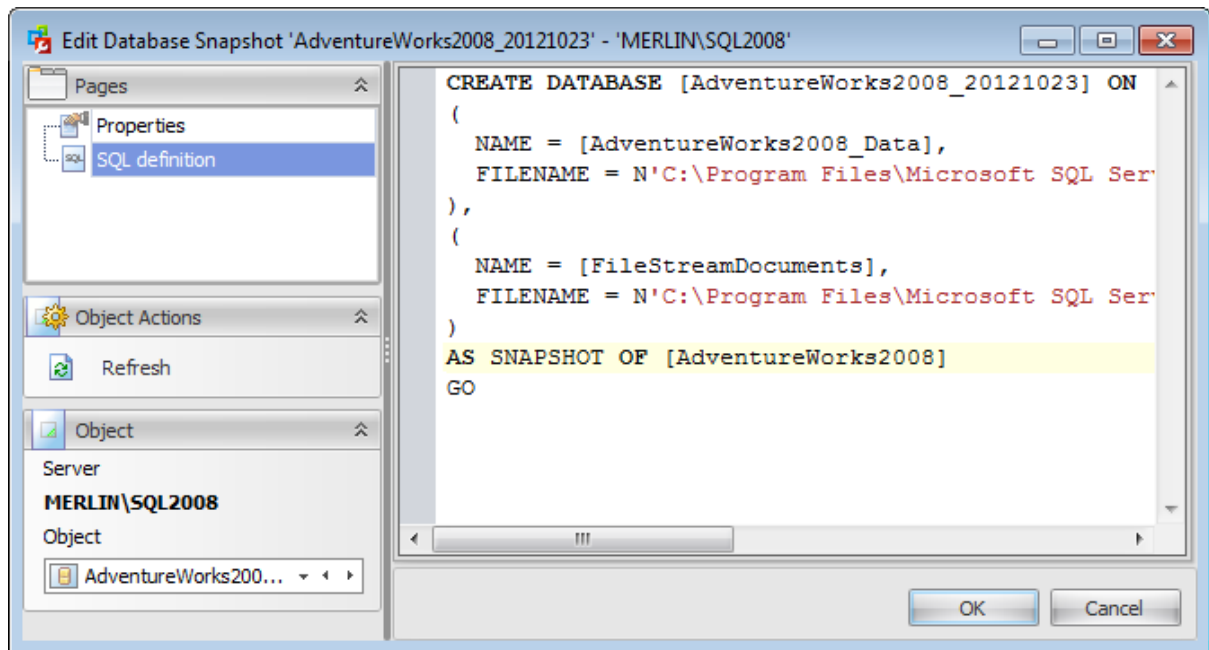 Edit Database Snapshot 'AdventureWorks2008_20121023' - 'MERLIN\SQL2008'
Pages
Properties
SQL definition
Object Actions
Refresh
Object
Server
MERLIN\SQL2008
Object
AdventureWorks200...
CREATE DATABASE [AdventureWorks2008_20121023] ON
(
NAME = [AdventureWorks2008_Data],
FILENAME = N'C:\Program Files\Microsoft SQL Ser
),
(
NAME = [FileStreamDocuments],
FILENAME = N'C:\Program Files\Microsoft SQL Ser
)
AS SNAPSHOT OF [AdventureWorks2008]
GO
OK
Cancel